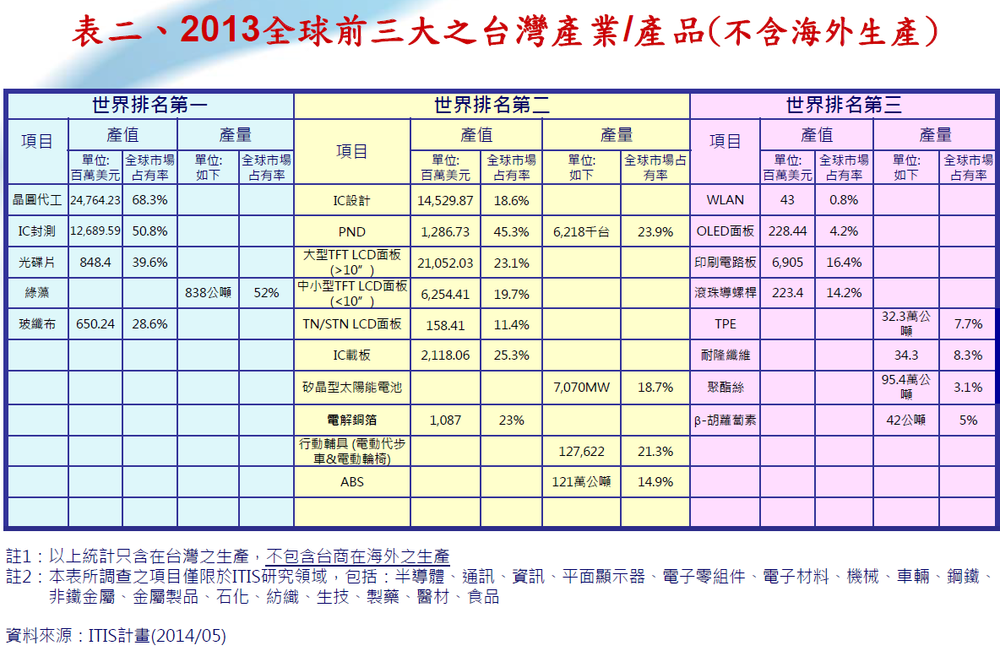 表二、2013全球前三大之台灣產業/產品(不含海外生產)
世界排名第一 世界排名第二 世界排名第三
項目 產值 產量 項目 產值 產量 項目 產值 產量
單位: 百萬美元 全球市場占有率 單位: 如下 全球市場占有率 單位: 百萬美元 全球市場占有率 單位: 如下 全球市場占有率 單位: 百萬美元 全球市場占有率 單位: 如下 全球市場占有率
晶圓代工 24,764.23 68.3% IC設計 14,529.87 18.6% WLAN 43 0.8%
IC封測 12,689.59 50.8% PND 1,286.73 45.3% 6,218千台 23.9% OLED面板 228.44 4.2%
光碟片 848.4 39.6% 大型TFT LCD面板(>10”) 21,052.03 23.1% 印刷電路板 6,905 16.4%
綠藻 838公噸 52% 中小型TFT LCD面板(<10”) 6,254.41 19.7% 滾珠導螺桿 223.4 14.2%
玻纖布 650.24 28.6% TN/STN LCD面板 158.41 11.4% TPE 32.3萬公噸 7.7%
IC載板 2,118.06 25.3% 耐隆纖維 34.3 8.3%
矽晶型太陽能電池 7,070MW 18.7% 聚酯絲 95.4萬公噸 3.1%
電解銅箔 1,087 23% β-胡蘿蔔素 42公噸 5%
行動輔具 (電動代步車&電動輪椅) 127,622 21.3%
ABS 121萬公噸 14.9%
註1：以上統計只含在台灣之生產，不包含台商在海外之生產
註2：本表所調查之項目僅限於ITIS研究領域，包括：半導體、通訊、資訊、平面顯示器、電子零組件、電子材料、機械、車輛、鋼鐵、
非鐵金屬、金屬製品、石化、紡織、生技、製藥、醫材、食品
資料來源：ITIS計畫(2014/05)